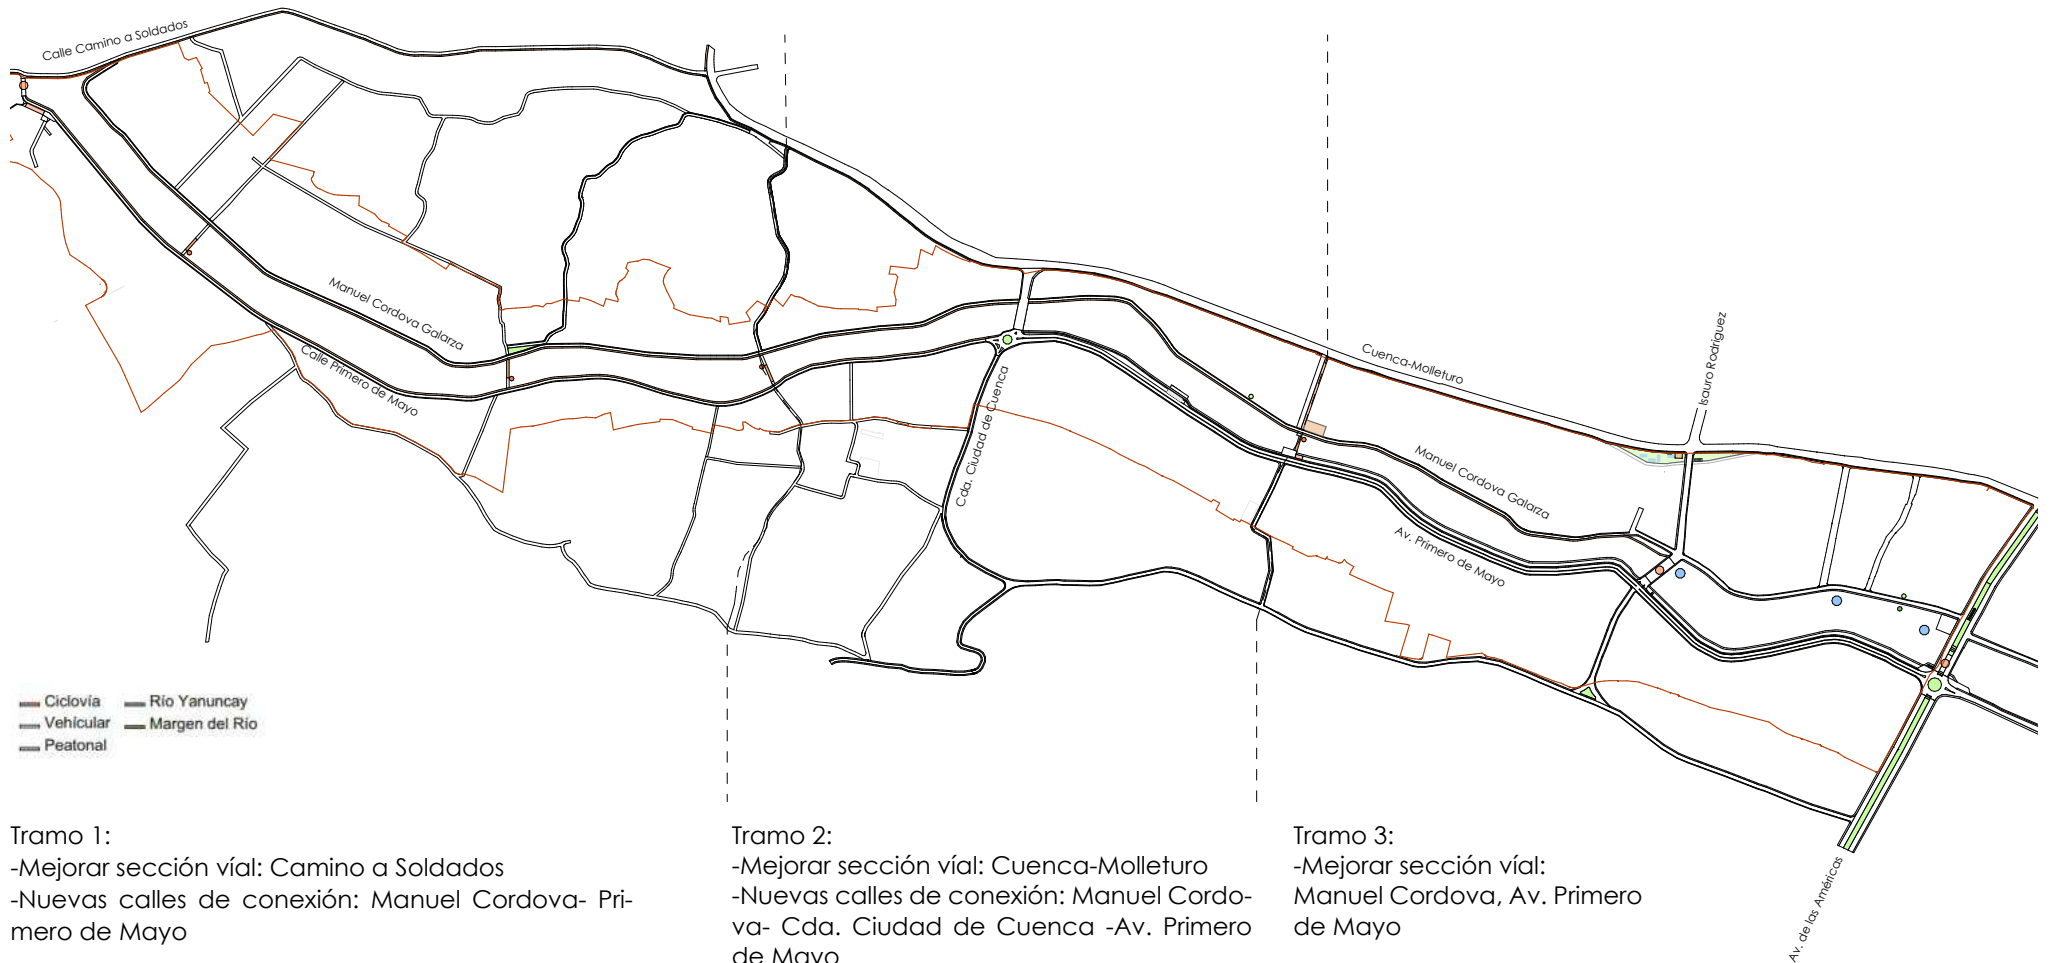 Calle Camino a Soldados
Manuel Cordova Galarza
Calle Primero de Mayo
Cda. Ciudad de Cuenca
Cuenca-Molleturo
Isauro Rodriguez
Manuel Cordova Galarza
Av. Primero de Mayo
Av. de las Américas
Ciclovía
Vehícular
Peatonal
Río Yanuncay
Margen del Río
Tramo 1:
-Mejorar sección víal: Camino a Soldados
-Nuevas calles de conexión: Manuel Cordova- Pri-
mero de Mayo
Tramo 2:
-Mejorar sección víal: Cuenca-Molleturo
-Nuevas calles de conexión: Manuel Cordo-
va- Cda. Ciudad de Cuenca -Av. Primero
de Mayo
Tramo 3:
-Mejorar sección víal:
Manuel Cordova, Av. Primero
de Mayo